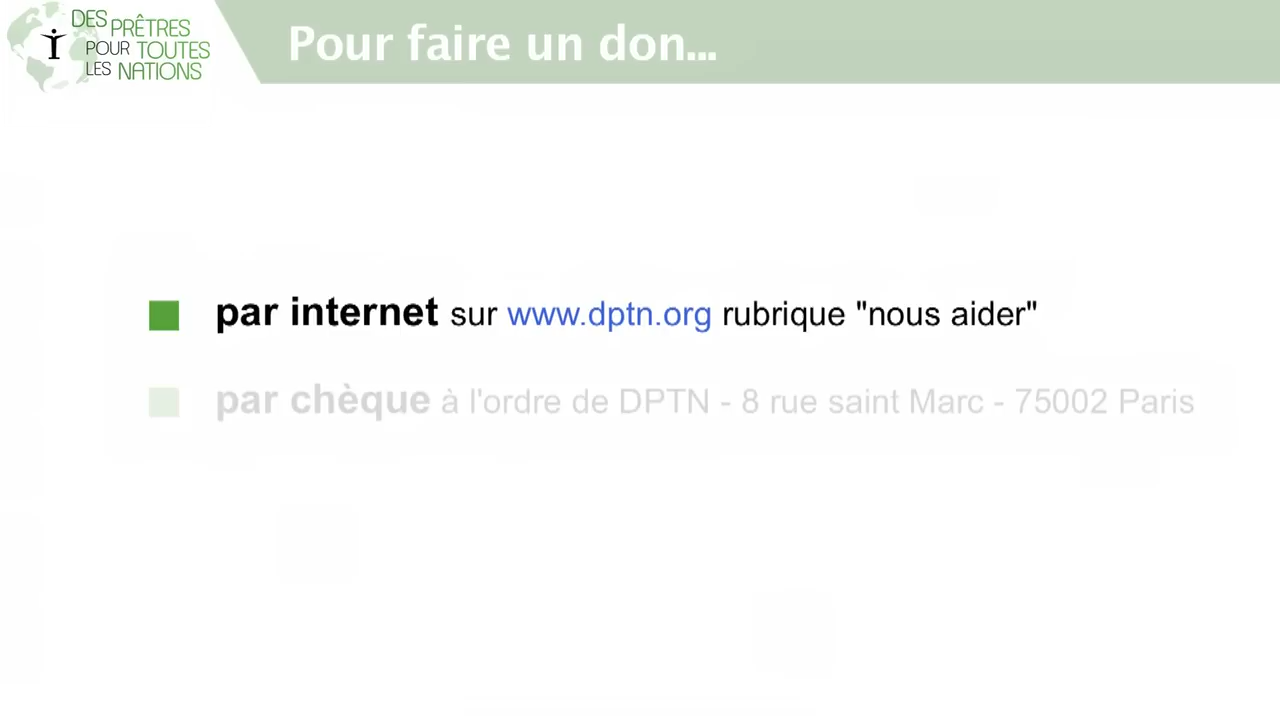 DES PRÊTRES
POUR TOUTES
LES NATIONS
Pour faire un don...
par internet sur www.dptn.org rubrique "nous aider"
par chèque à l'ordre de DPTN - 8 rue saint Marc - 75002 Paris